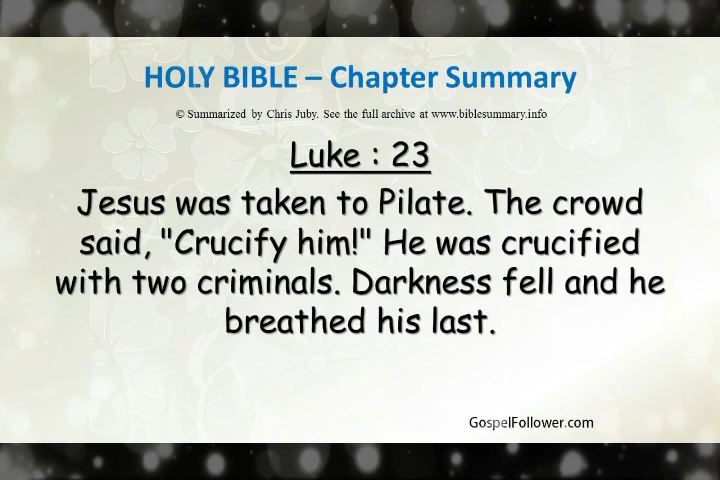 HOLY BIBLE – Chapter Summary
© Summarized by Chris Juby. See the full archive at www.biblesummary.info
Luke : 23
Jesus was taken to Pilate. The crowd
said, "Crucify him!" He was crucified
with two criminals. Darkness fell and he
breathed his last.
GospelFollower.com